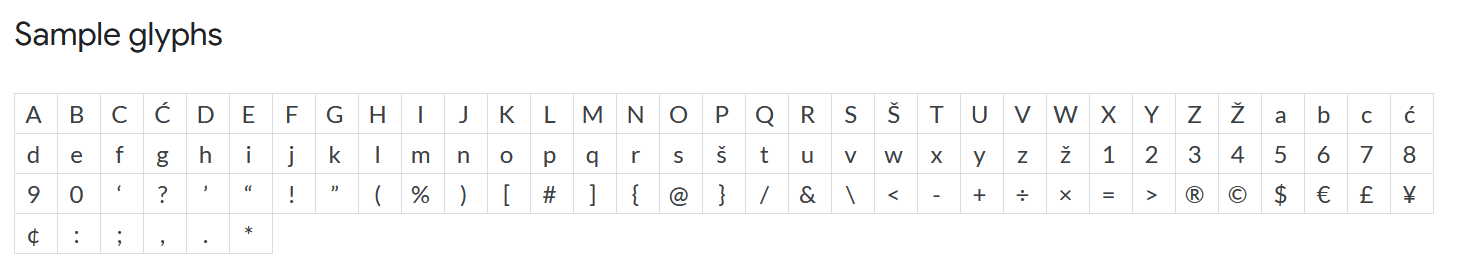 Sample glyphs
A B C Ć D E F G H I J K L M N O P Q R S Š T U V W X Y Z Ž a b c ć
d e f g h i j k l m n o p q r s š t u v w x y z ž 1 2 3 4 5 6 7 8
9 0 ‘ ? ’ “ ! ” ( % ) [ # ] { @ } / & \ < - + ÷ × = > ® © $ € £ ¥
¢ : ; , . *